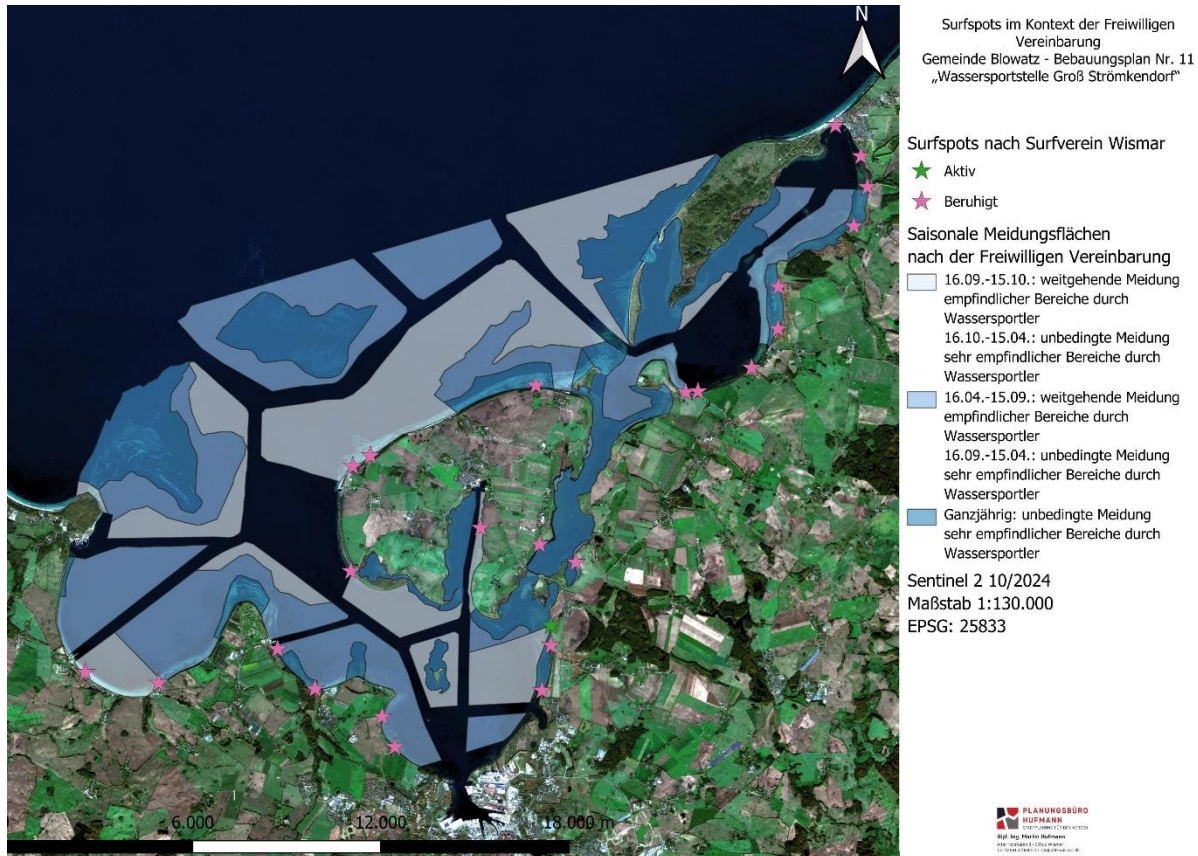 N
Surfspots im Kontext der Freiwilligen
Vereinbarung
Gemeinde Blowatz - Bebauungsplan Nr. 11
„Wassersportstelle Groß Strömkendorf“
Surfspots nach Surfverein Wismar
Aktiv
Beruhigt
Saisonale Meidungsflächen
nach der Freiwilligen Vereinbarung
16.09.-15.10.: weitgehende Meidung
empfindlicher Bereiche durch
Wassersportler
16.10.-15.04.: unbedingte Meidung
sehr empfindlicher Bereiche durch
Wassersportler
16.04.-15.09.: weitgehende Meidung
empfindlicher Bereiche durch
Wassersportler
16.09.-15.04.: unbedingte Meidung
sehr empfindlicher Bereiche durch
Wassersportler
Ganzjährig: unbedingte Meidung
sehr empfindlicher Bereiche durch
Wassersportler
Sentinel 2 10/2024
Maßstab 1:130.000
EPSG: 25833
6.000
12.000
18.000 m
PLANUNGSBÜRO
HUFMANN
Dipl. Ing. Martin Hufmann